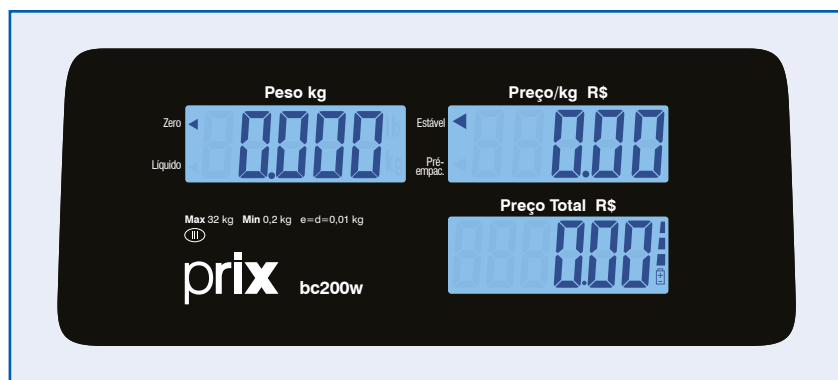 Peso kg
Preço/kg R$
Zero
0.000
Estável
0.00
Líquido
Pré-
empac.
Preço Total R$
Max 32 kg Min 0,2 kg e=d=0,01 kg
III
0.00
prix bc200w